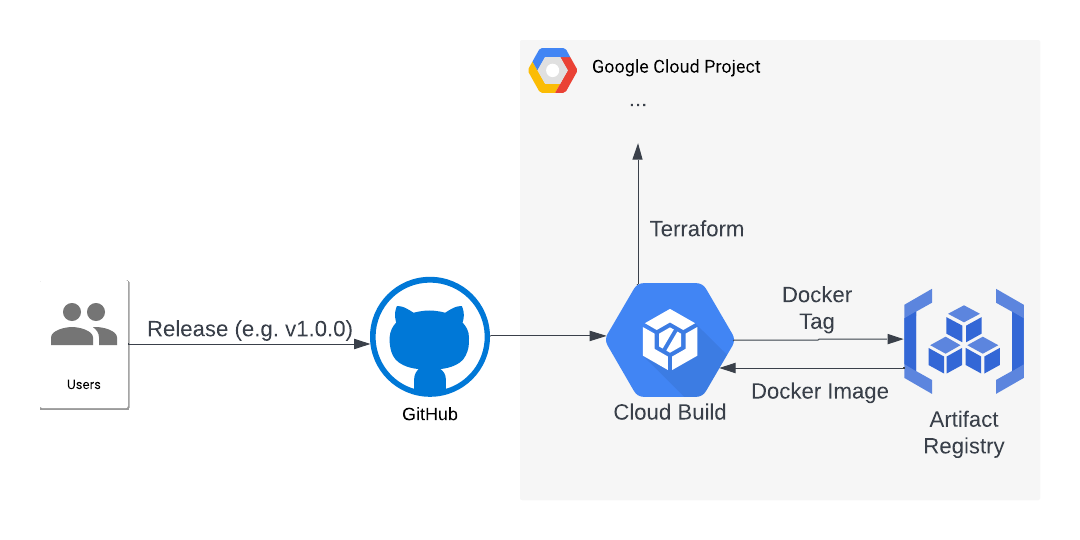 Google Cloud Project
...
Terraform
Docker
Tag
Release (e.g. v1.0.0)
Users
Docker Image
GitHub
Cloud Build
Artifact
Registry